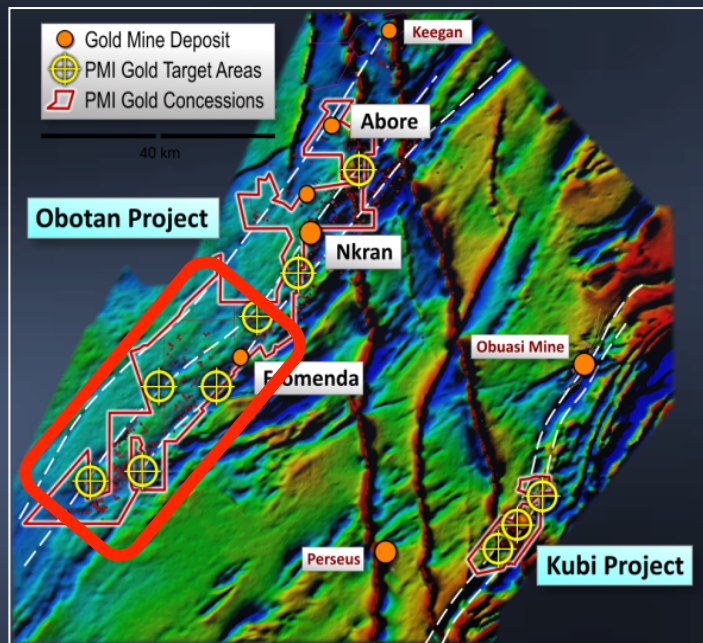 Gold Mine Deposit
PMI Gold Target Areas
PMI Gold Concessions
40 km
Keegan
Abore
Obotan Project
Nkran
Obuasi Mine
Perseus
Kubi Project